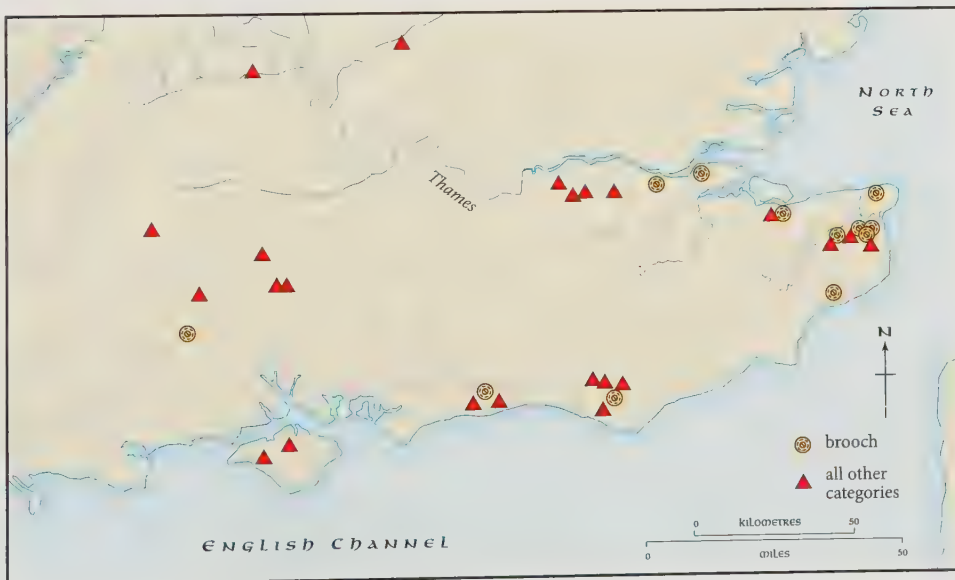 NORTH
SEA
Thames
N
brooch
all other
categories
0 KILOMETRES 50
0 MILES 50
ENGLISH CHANNEL